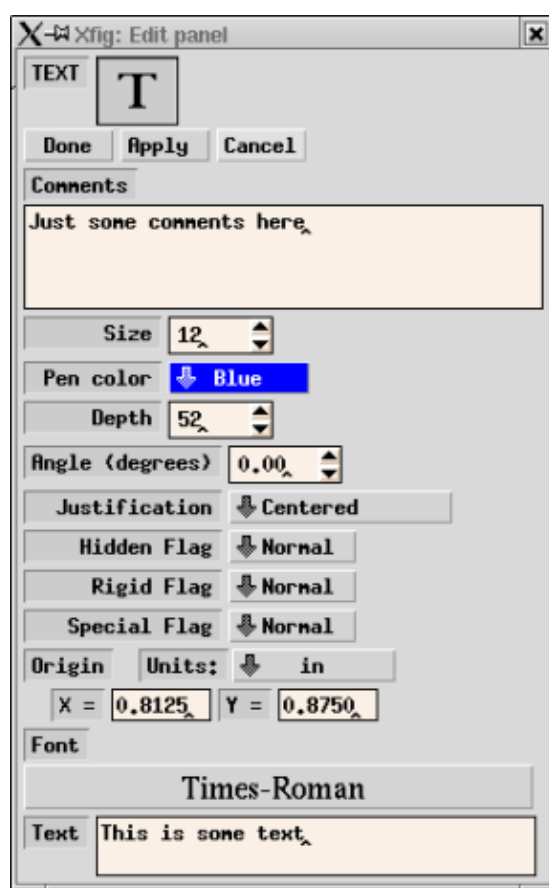 Xfig: Edit panel
TEXT T
Done Apply Cancel
Comments
Just some comments here
Size 12
Pen color Blue
Depth 52
Angle (degrees) 0.00
Justification Centered
Hidden Flag Normal
Rigid Flag Normal
Special Flag Normal
Origin Units: in
X = 0.8125 Y = 0.8750
Font
Times-Roman
Text This is some text